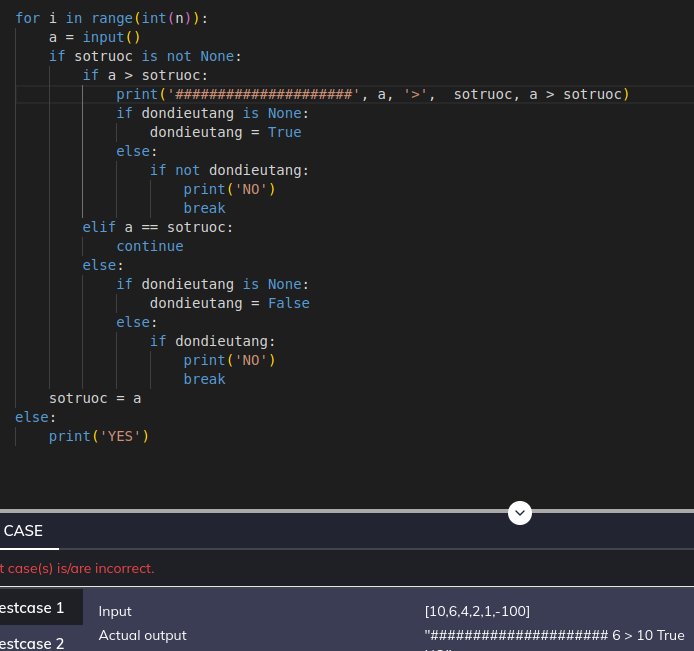 for i in range(int(n)):
    a = input()
    if sotruoc is not None:
        if a > sotruoc:
            print('#####################', a, '>',  sotruoc, a > sotruoc)
            if dondieutang is None:
                dondieutang = True
            else:
                if not dondieutang:
                    print('NO')
                    break
        elif a == sotruoc:
            continue
        else:
            if dondieutang is None:
                dondieutang = False
            else:
                if dondieutang:
                    print('NO')
                    break
    sotruoc = a
else:
    print('YES')
CASE
t case(s) is/are incorrect.
estcase 1
Input [10,6,4,2,1,-100]
Actual output "##################### 6 > 10 True
estcase 2